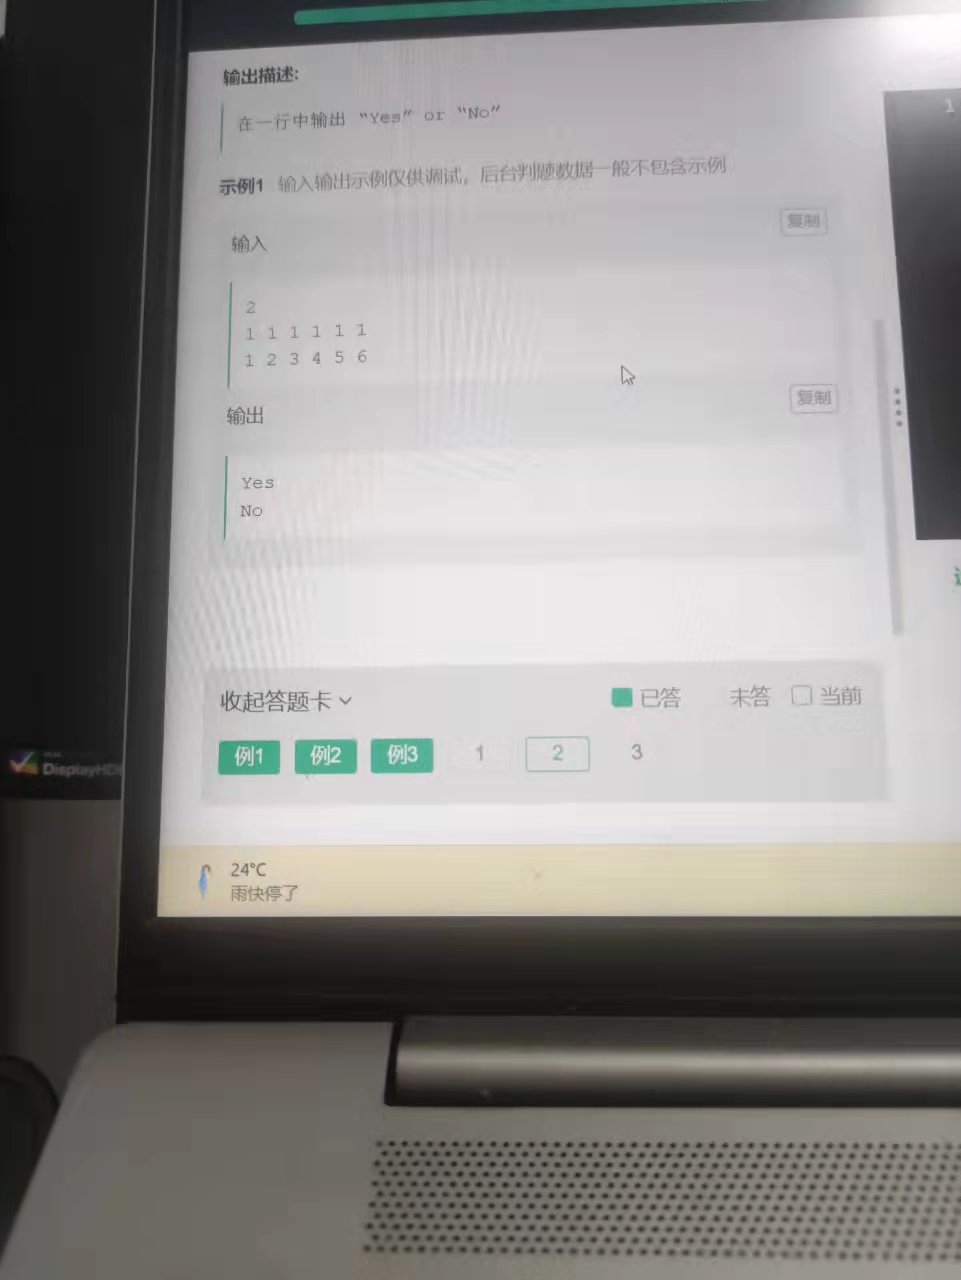 输出描述:
在一行中输出 “Yes” or “No”
示例1 输入输出示例仅供调试，后台判题数据一般不包含示例
复制
输入
2
1 1 1 1 1 1
1 2 3 4 5 6
复制
输出
Yes
No
收起答题卡
已答 未答 当前
例1 例2 例3 1 2 3
24°C
雨快停了
DisplayHD
1